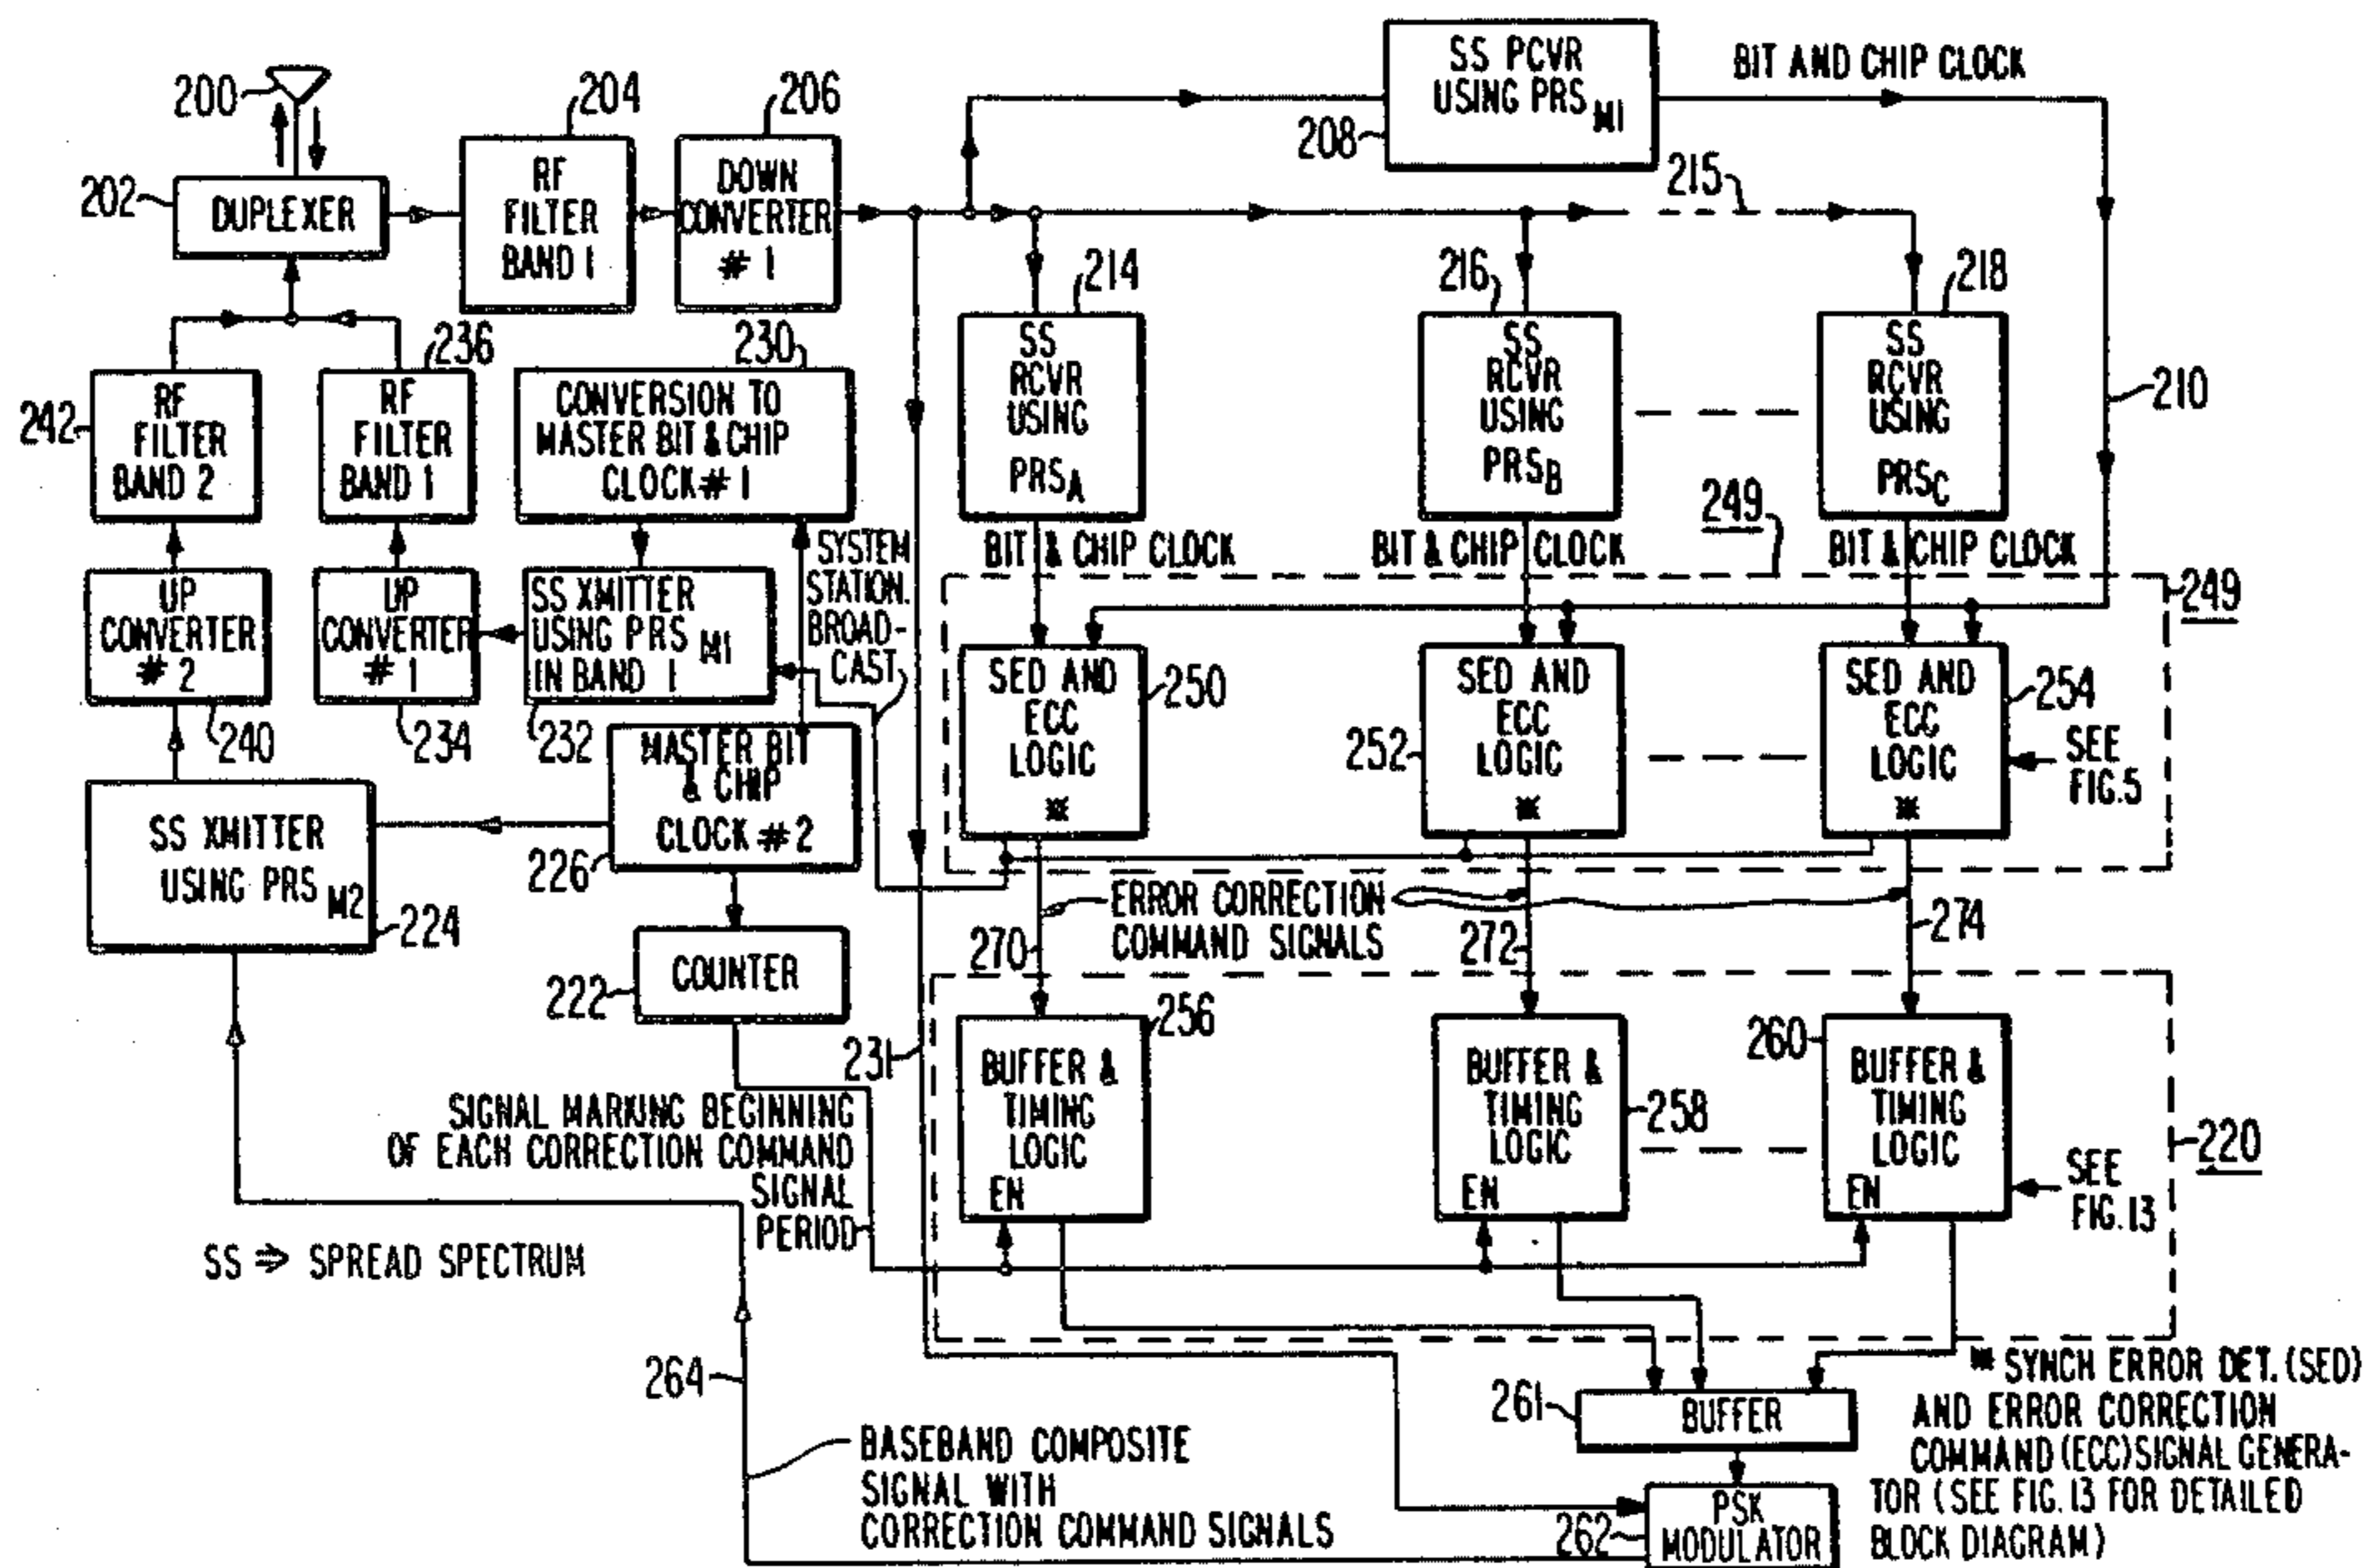 200
DUPLEXER
202
204
RF
FILTER
BAND 1
206
DOWN
CONVERTER
# 1
SS PCVR
USING PRS M1
208
BIT AND CHIP CLOCK
215
210
214
SS
RCVR
USING
PRSA
216
SS
RCVR
USING
PRSB
218
SS
RCVR
USING
PRSC
BIT & CHIP CLOCK
BIT & CHIP CLOCK
BIT & CHIP CLOCK
249
249
242
RF
FILTER
BAND 2
236
RF
FILTER
BAND 1
230
CONVERSION TO
MASTER BIT & CHIP
CLOCK # 1
UP
CONVERTER
# 2
240
UP
CONVERTER
# 1
234
SS XMITTER
USING PRS M1
IN BAND 1
232
SYSTEM
STATION.
BROAD-
CAST
SED AND
ECC
LOGIC
*
250
SED AND
ECC
LOGIC
*
252
SED AND
ECC
LOGIC
*
254
SEE
FIG.5
SS XMITTER
USING PRS M2
224
MASTER BIT
& CHIP
CLOCK # 2
226
COUNTER
222
ERROR CORRECTION
COMMAND SIGNALS
270
272
274
231
BUFFER &
TIMING
LOGIC
EN
256
BUFFER &
TIMING
LOGIC
EN
258
BUFFER &
TIMING
LOGIC
EN
260
220
SEE
FIG.13
SIGNAL MARKING BEGINNING
OF EACH CORRECTION COMMAND
SIGNAL
PERIOD
SS ⇒ SPREAD SPECTRUM
264
BASEBAND COMPOSITE
SIGNAL WITH
CORRECTION COMMAND SIGNALS
261
BUFFER
262
PSK
MODULATOR
* SYNCH ERROR DET. (SED)
AND ERROR CORRECTION
COMMAND (ECC) SIGNAL GENERA-
TOR (SEE FIG. 13 FOR DETAILED
BLOCK DIAGRAM)